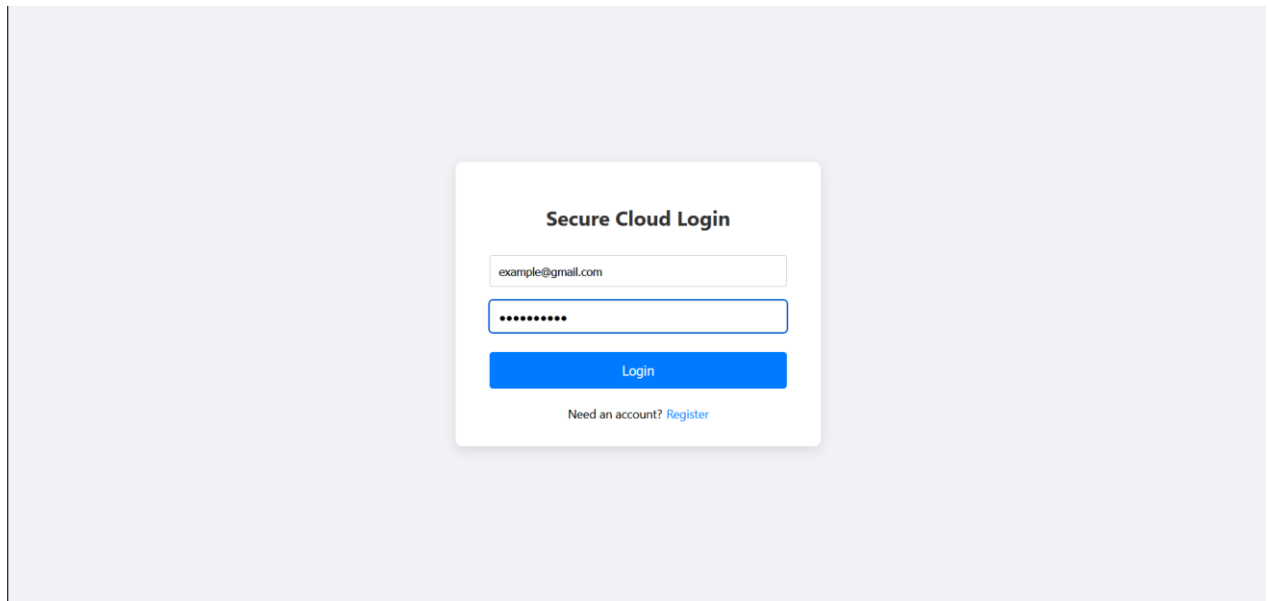 Secure Cloud Login
example@gmail.com
••••••••••
Login
Need an account? Register